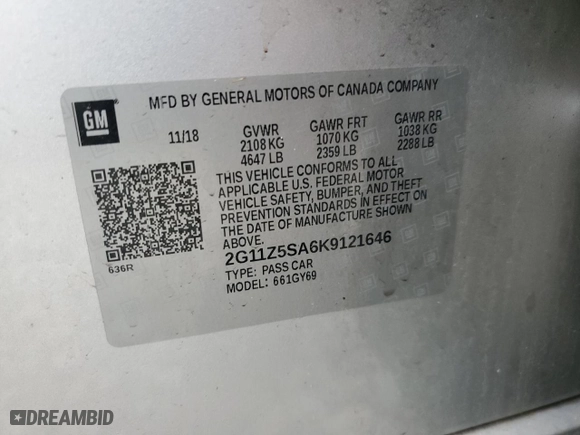 GM
MFD BY GENERAL MOTORS OF CANADA COMPANY
11/18 GVWR GAWR FRT GAWR RR
2108 KG 1070 KG 1038 KG
4647 LB 2359 LB 2288 LB
THIS VEHICLE CONFORMS TO ALL
APPLICABLE U.S. FEDERAL MOTOR
VEHICLE SAFETY, BUMPER, AND THEFT
PREVENTION STANDARDS IN EFFECT ON
THE DATE OF MANUFACTURE SHOWN
ABOVE.
2G11Z5SA6K9121646
636R
TYPE: PASS CAR
MODEL: 661GY69
DREAMBID